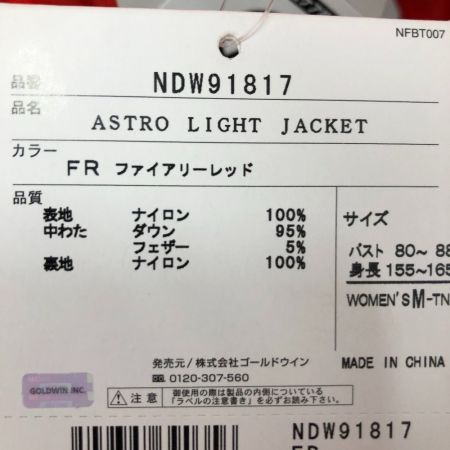 NFBT007
品番 NDW91817
品名
ASTRO LIGHT JACKET
カラー
FR ファイアリーレッド
品質
表地 ナイロン 100%
中わた ダウン 95%
フェザー 5%
裏地 ナイロン 100%
サイズ
バスト 80~88
身長 155~165
WOMEN'S M-TN
発売元/株式会社ゴールドウイン
0120-307-560
MADE IN CHINA
GOLDWIN INC.
注意 御使用の際は製品の内側についている
「ラベルの注意書き」を必ずお読み下さい。
NDW91817
FR